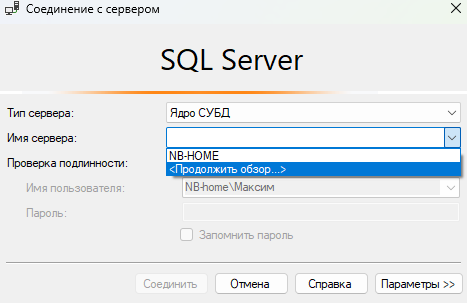 Соединение с сервером
SQL Server
Тип сервера: Ядро СУБД
Имя сервера:
NB-HOME
<Продолжить обзор...>
Проверка подлинности:
Имя пользователя: NB-home\Максим
Пароль:
Запомнить пароль
Соединить Отмена Справка Параметры >>